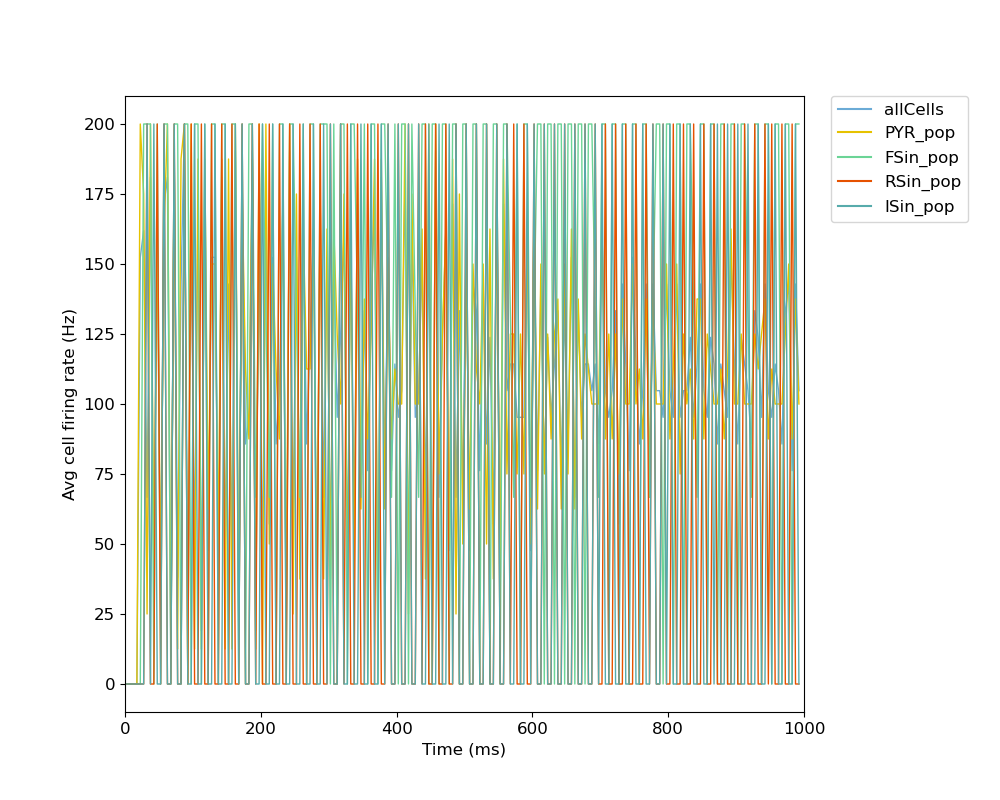 200
175
150
125
100
75
50
25
0
Avg cell firing rate (Hz)
0 200 400 600 800 1000
Time (ms)
allCells
PYR_pop
FSin_pop
RSin_pop
ISin_pop